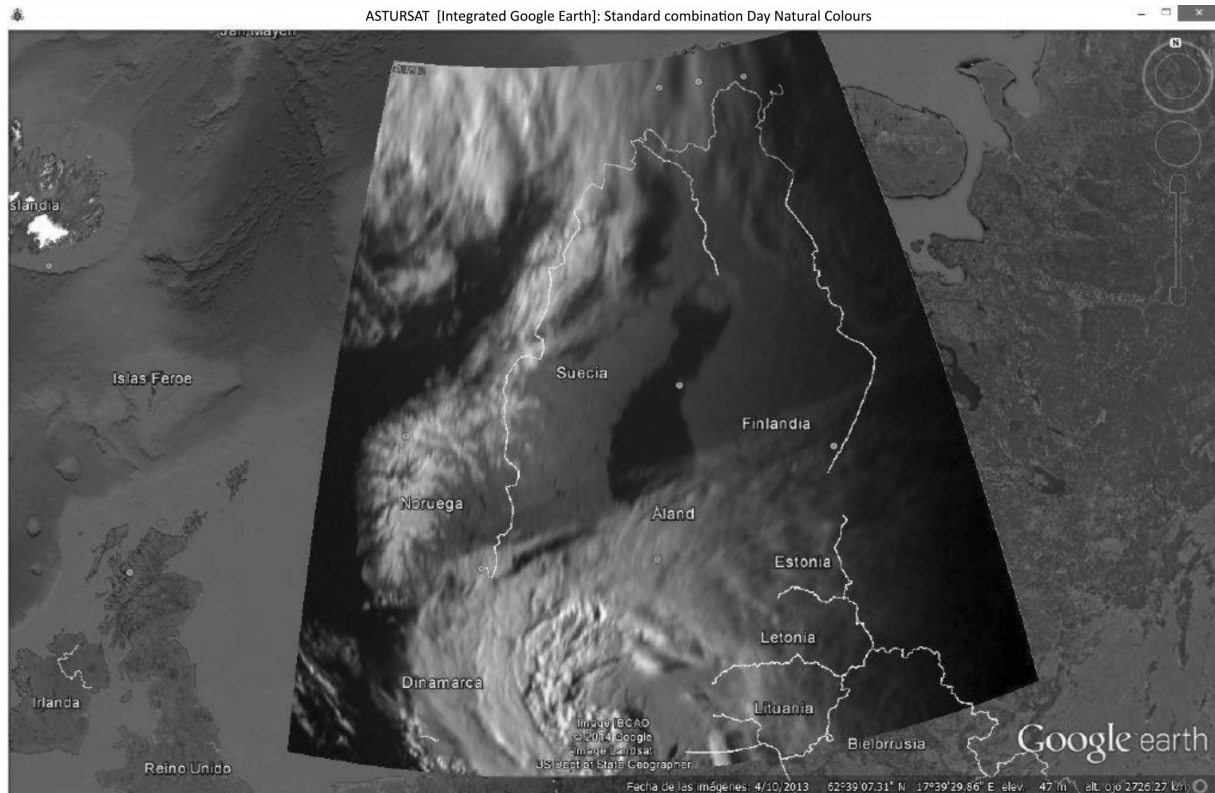 ASTURSAT [Integrated Google Earth]: Standard combination Day Natural Colours
Jan Mayen
N
slandia
Islas Feroe
Suecia
Finlandia
Noruega
Åland
Estonia
Letonia
Dinamarca
Irlanda
Lituania
Image IBCAO
© 2014 Google
Image Landsat
US Dept of State Geographer
Bielorrusia
Google earth
Reino Unido
Fecha de las imágenes: 4/10/2013 62°39'07.31" N 17°39'29.86" E elev. 47 m alt. ojo 2726.27 km